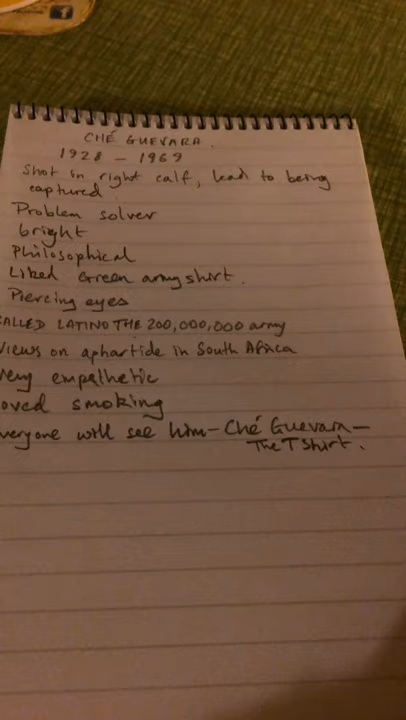 CHÉ GUEVARA.
1928 – 1969
Shot in right calf, lead to being
captured
Problem solver
bright
Philosophical
Liked Green army shirt.
Piercing eyes
CALLED LATINO THE 200,000,000 army
Views on aphartide in South Africa
Very empathetic
oved smoking
veryone will see him – Ché Guevara –
The T Shirt.